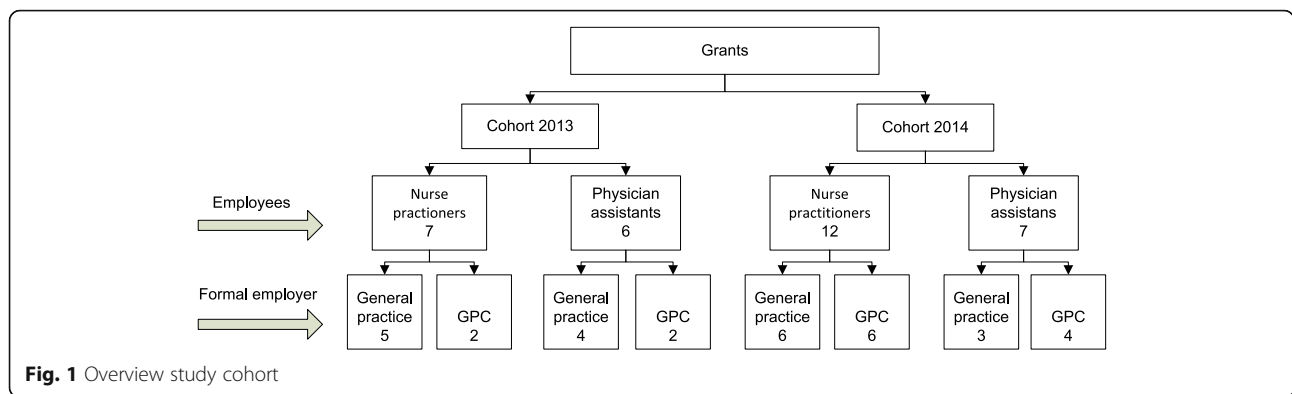 Grants
Cohort 2013
Cohort 2014
Employees
Nurse
practioners
7
Physician
assistants
6
Nurse
practitioners
12
Physician
assistans
7
Formal employer
General
practice
5
GPC
2
General
practice
4
GPC
2
General
practice
6
GPC
6
General
practice
3
GPC
4
Fig. 1 Overview study cohort